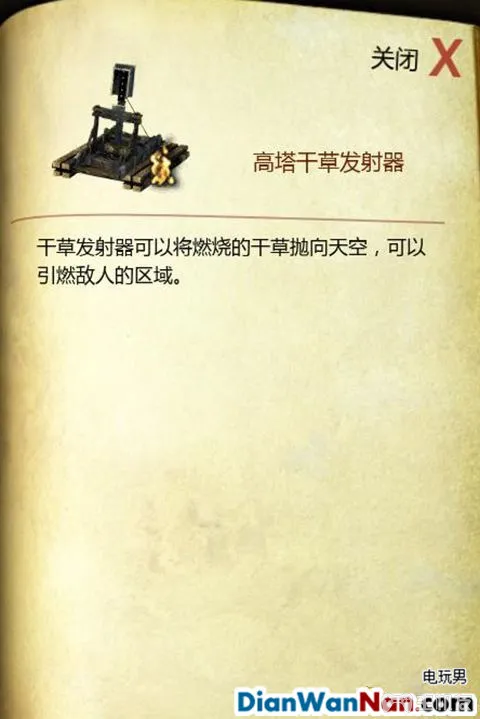 关闭 X
高塔干草发射器
干草发射器可以将燃烧的干草抛向天空，可以
引燃敌人的区域。
电玩男
DianWanNan.com